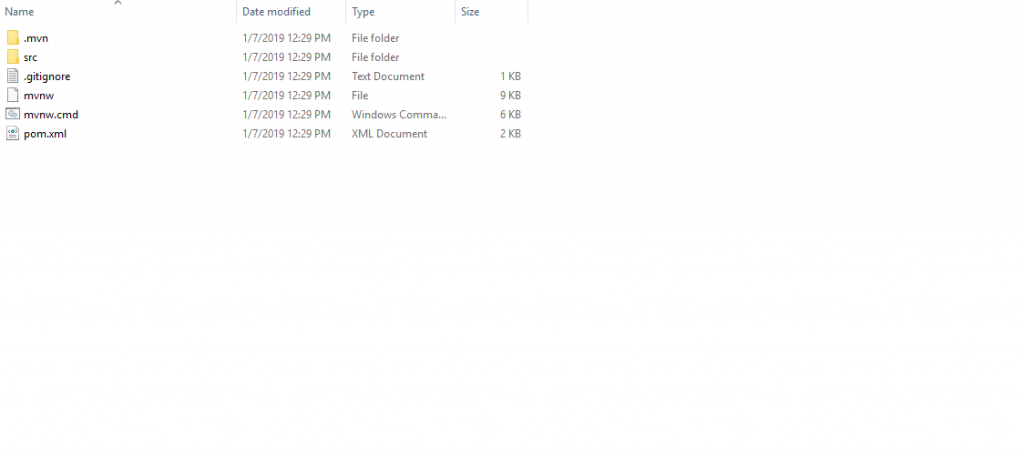 Name Date modified Type Size
.mvn 1/7/2019 12:29 PM File folder
src 1/7/2019 12:29 PM File folder
.gitignore 1/7/2019 12:29 PM Text Document 1 KB
mvnw 1/7/2019 12:29 PM File 9 KB
mvnw.cmd 1/7/2019 12:29 PM Windows Comma... 6 KB
pom.xml 1/7/2019 12:29 PM XML Document 2 KB